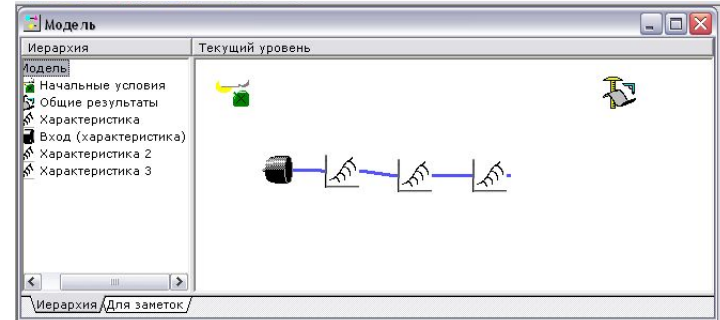 Модель
Иерархия
Текущий уровень
Модель
Начальные условия
Общие результаты
Характеристика
Вход (характеристика)
Характеристика 2
Характеристика 3
Иерархия
Для заметок